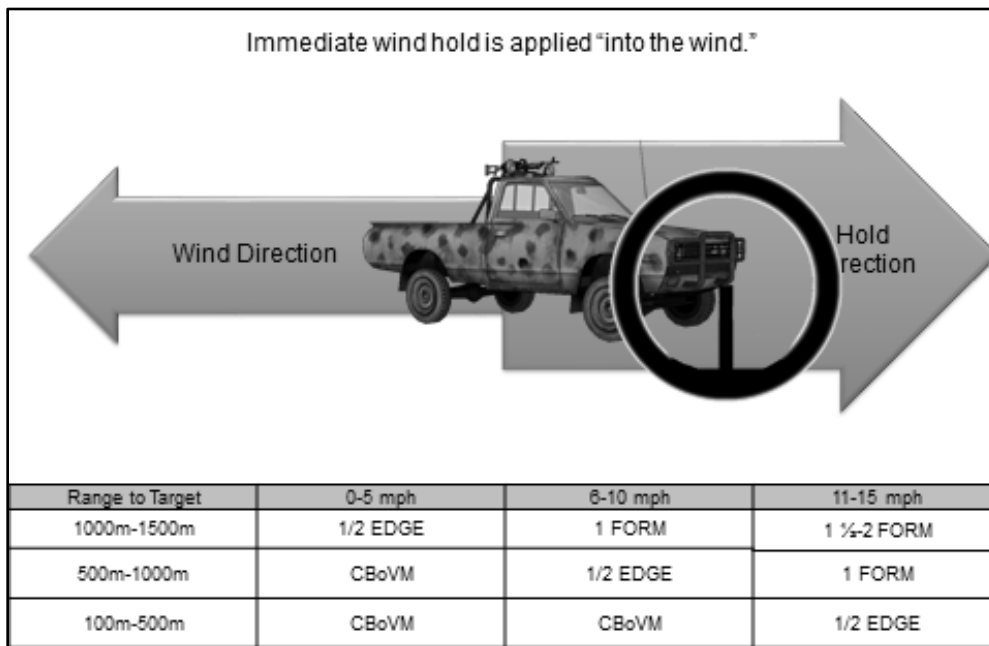 Immediate wind hold is applied “into the wind.”
Wind Direction
Hold
rection
Range to Target 0-5 mph 6-10 mph 11-15 mph
1000m-1500m 1/2 EDGE 1 FORM 1 ½-2 FORM
500m-1000m CBoVM 1/2 EDGE 1 FORM
100m-500m CBoVM CBoVM 1/2 EDGE